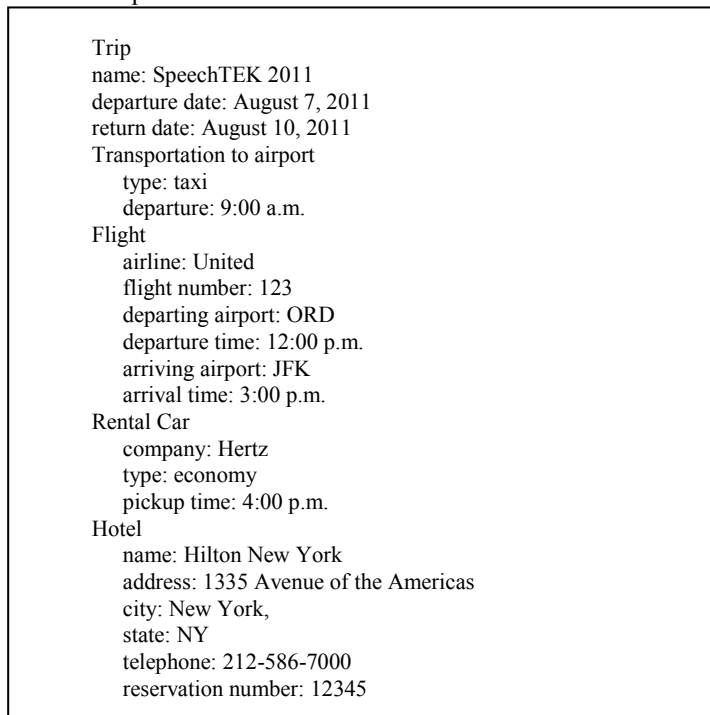 Trip
name: SpeechTEK 2011
departure date: August 7, 2011
return date: August 10, 2011
Transportation to airport
type: taxi
departure: 9:00 a.m.
Flight
airline: United
flight number: 123
departing airport: ORD
departure time: 12:00 p.m.
arriving airport: JFK
arrival time: 3:00 p.m.
Rental Car
company: Hertz
type: economy
pickup time: 4:00 p.m.
Hotel
name: Hilton New York
address: 1335 Avenue of the Americas
city: New York,
state: NY
telephone: 212-586-7000
reservation number: 12345